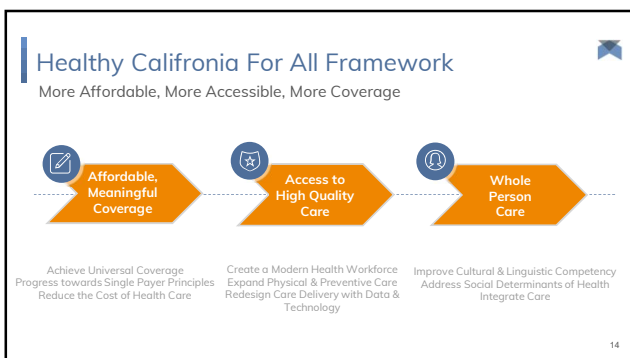 Healthy Califronia For All Framework
More Affordable, More Accessible, More Coverage
Affordable,
Meaningful
Coverage
Access to
High Quality
Care
Whole
Person
Care
Achieve Universal Coverage
Progress towards Single Payer Principles
Reduce the Cost of Health Care
Create a Modern Health Workforce
Expand Physical & Preventive Care
Redesign Care Delivery with Data &
Technology
Improve Cultural & Linguistic Competency
Address Social Determinants of Health
Integrate Care
14